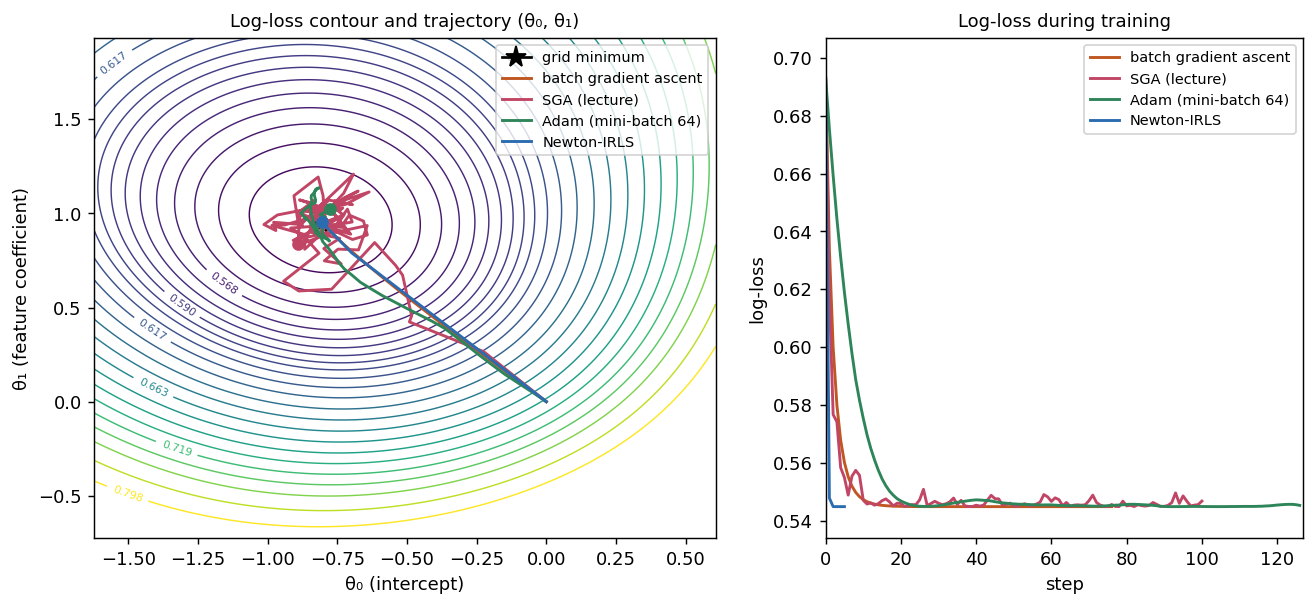 Log-loss contour and trajectory (θ₀, θ₁)
grid minimum
batch gradient ascent
SGA (lecture)
Adam (mini-batch 64)
Newton-IRLS
0.617
0.568
0.590
0.617
0.663
0.719
0.798
1.5
1.0
0.5
0.0
−0.5
θ₁ (feature coefficient)
−1.50 −1.25 −1.00 −0.75 −0.50 −0.25 0.00 0.25 0.50
θ₀ (intercept)
Log-loss during training
batch gradient ascent
SGA (lecture)
Adam (mini-batch 64)
Newton-IRLS
0.70
0.68
0.66
0.64
0.62
0.60
0.58
0.56
0.54
log-loss
0 20 40 60 80 100 120
step